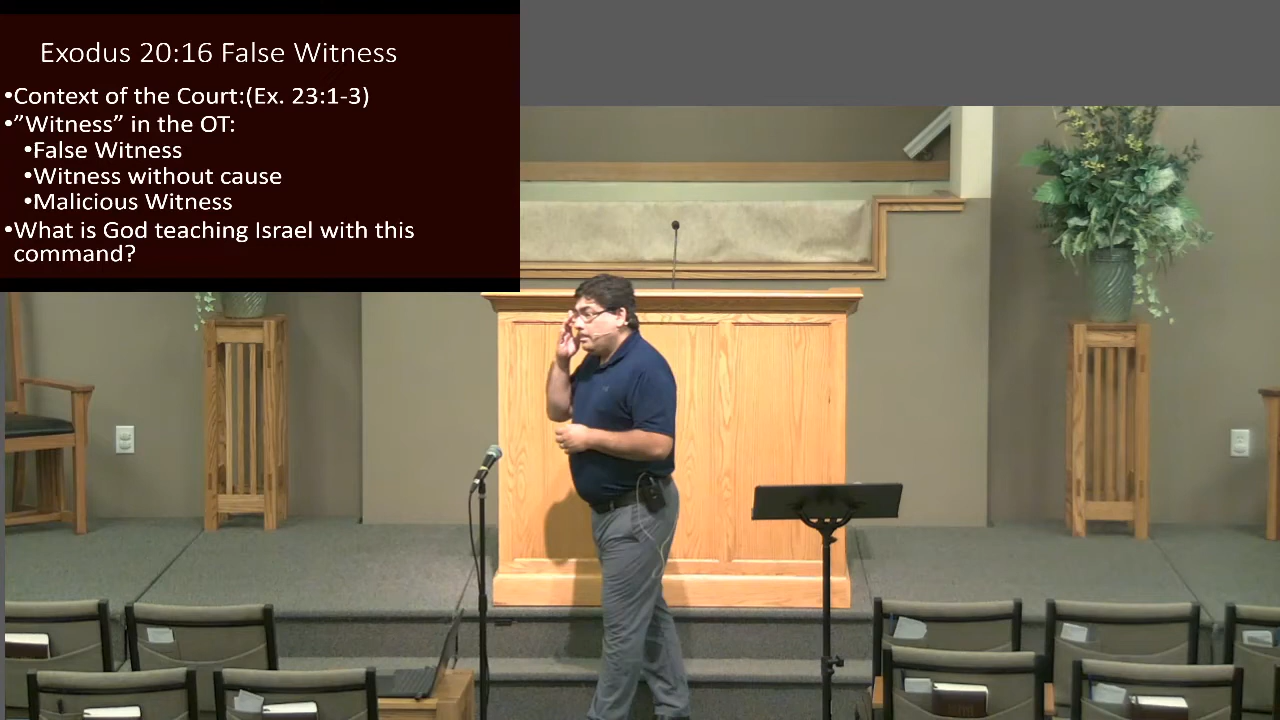 Exodus 20:16 False Witness
•Context of the Court:(Ex. 23:1-3)
•”Witness” in the OT:
•False Witness
•Witness without cause
•Malicious Witness
•What is God teaching Israel with this
command?